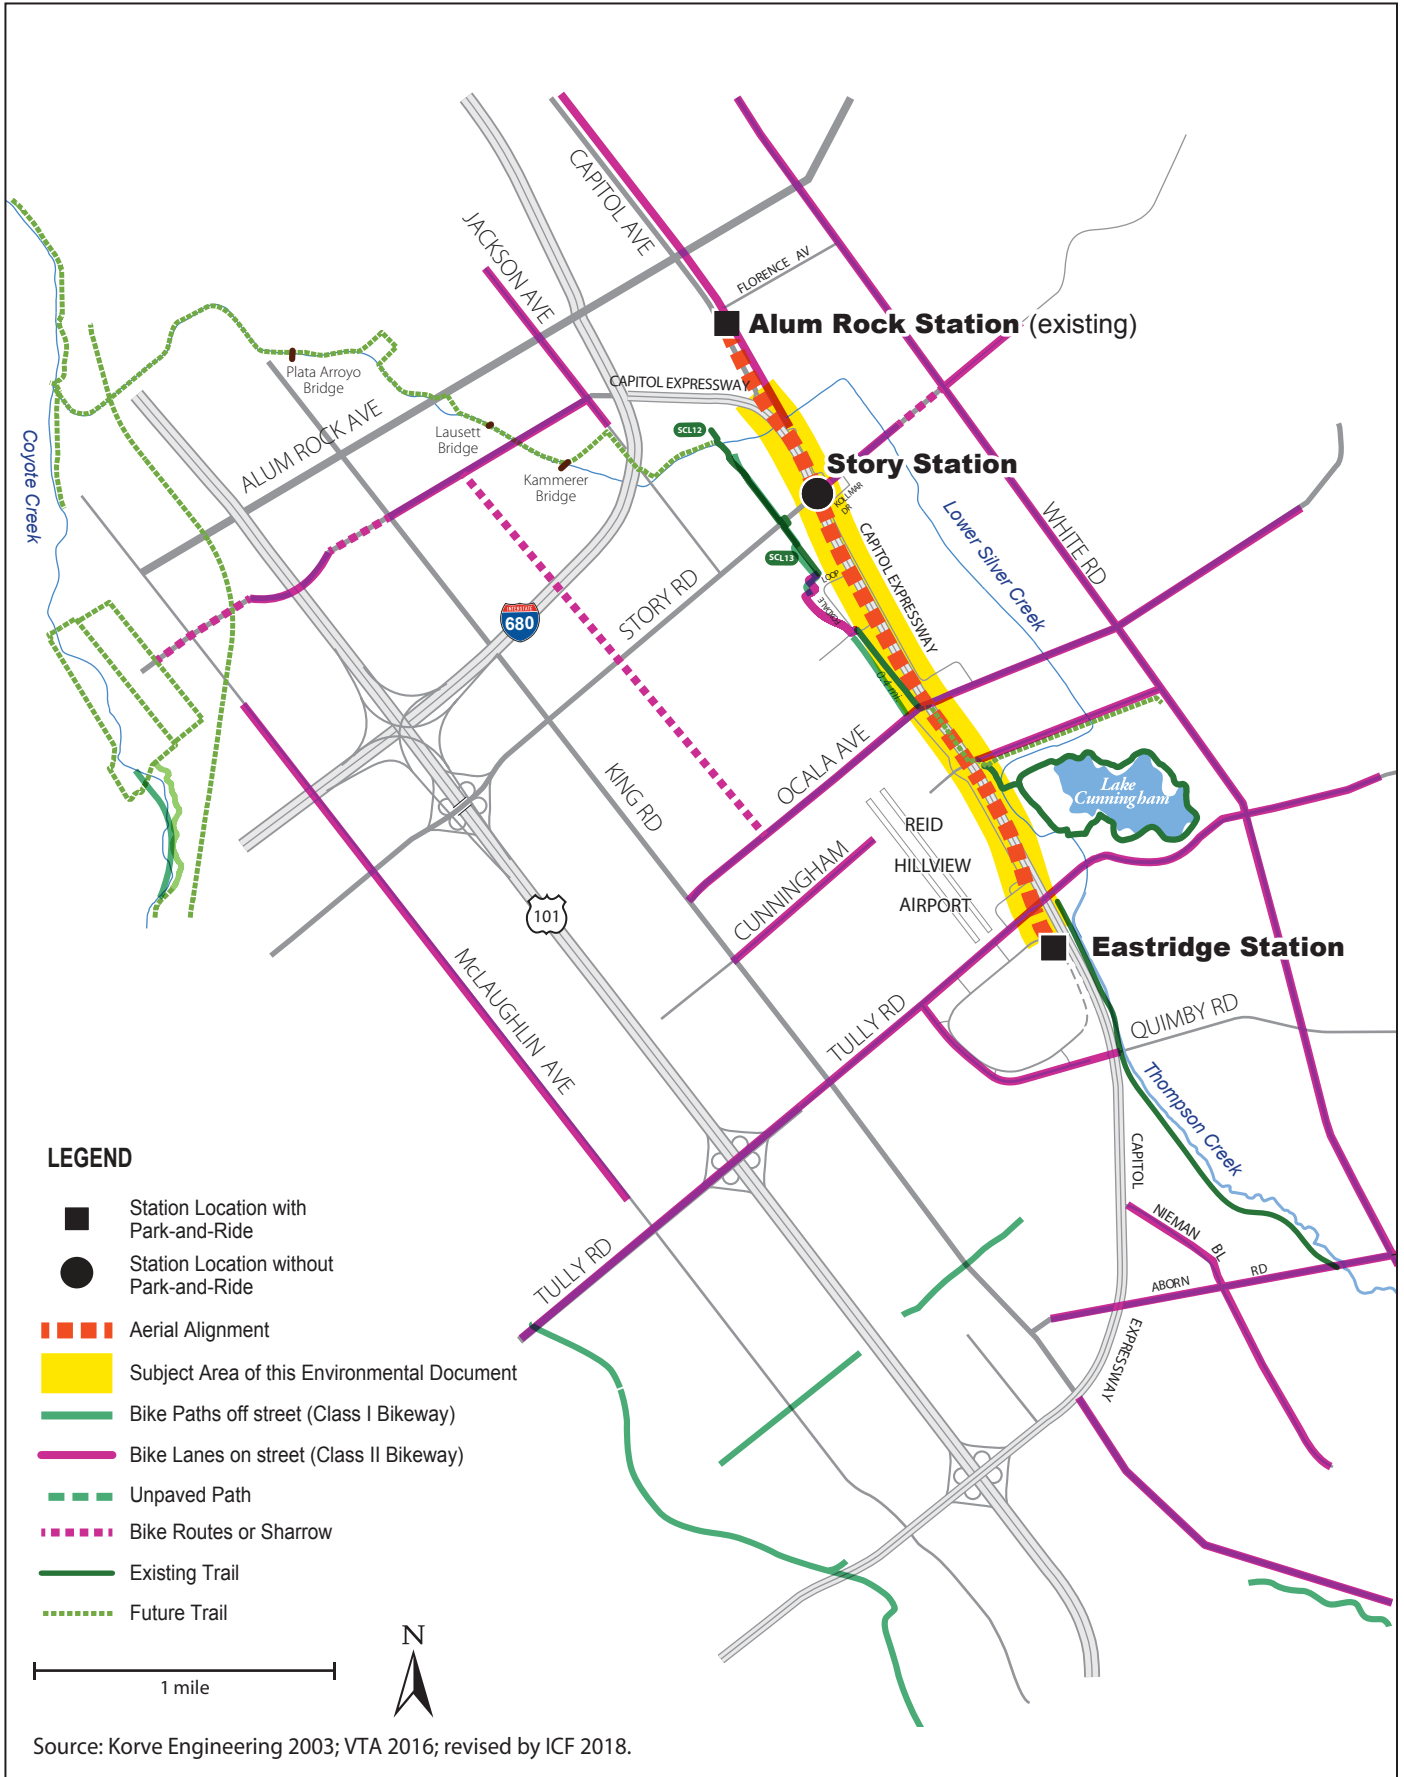 CAPITOL AVE
JACKSON AVE
FLORENCE AV
Alum Rock Station (existing)
Plata Arroyo
Bridge
CAPITOL EXPRESSWAY
ALUM ROCK AVE
Lausett
Bridge
SCL12
Coyote Creek
Kammerer
Bridge
Story Station
KOLLMAR
DR
Lower Silver Creek
WHITE RD
CAPITOL EXPRESSWAY
SCL13
LOOP
INTERSTATE
680
STORY RD
0.4 mi
KING RD
OCALA AVE
Lake
Cunningham
REID
HILLVIEW
AIRPORT
CUNNINGHAM
101
Eastridge Station
McLAUGHLIN AVE
TULLY RD
QUIMBY RD
Thompson Creek
CAPITOL
NIEMAN BL
ABORN RD
EXPRESSWAY
TULLY RD
LEGEND
Station Location with
Park-and-Ride
Station Location without
Park-and-Ride
Aerial Alignment
Subject Area of this Environmental Document
Bike Paths off street (Class I Bikeway)
Bike Lanes on street (Class II Bikeway)
Unpaved Path
Bike Routes or Sharrow
Existing Trail
Future Trail
N
1 mile
Source: Korve Engineering 2003; VTA 2016; revised by ICF 2018.